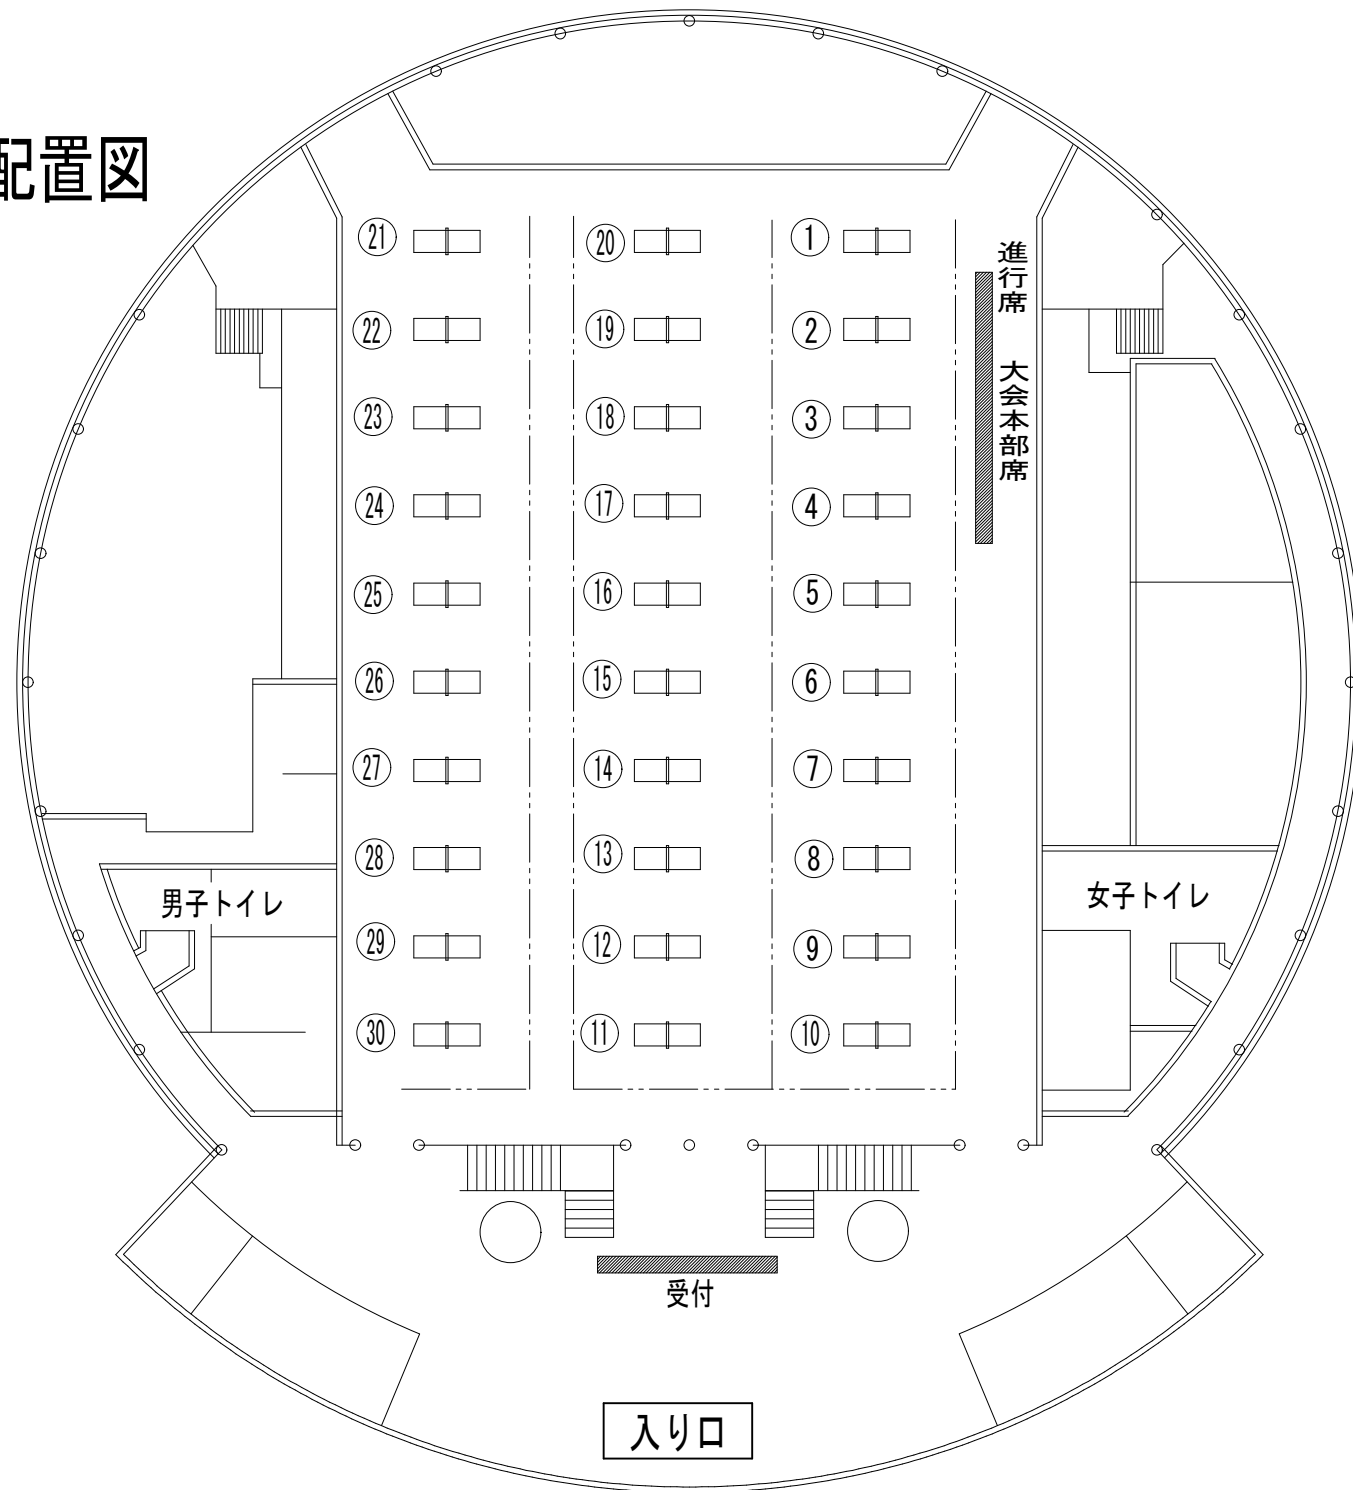 配置図
㉑ ⑳ ①
㉒ ⑲ ②
㉓ ⑱ ③
㉔ ⑰ ④
㉕ ⑯ ⑤
㉖ ⑮ ⑥
㉗ ⑭ ⑦
㉘ ⑬ ⑧
㉙ ⑫ ⑨
㉚ ⑪ ⑩
進行席 大会本部席
男子トイレ
女子トイレ
受付
入り口